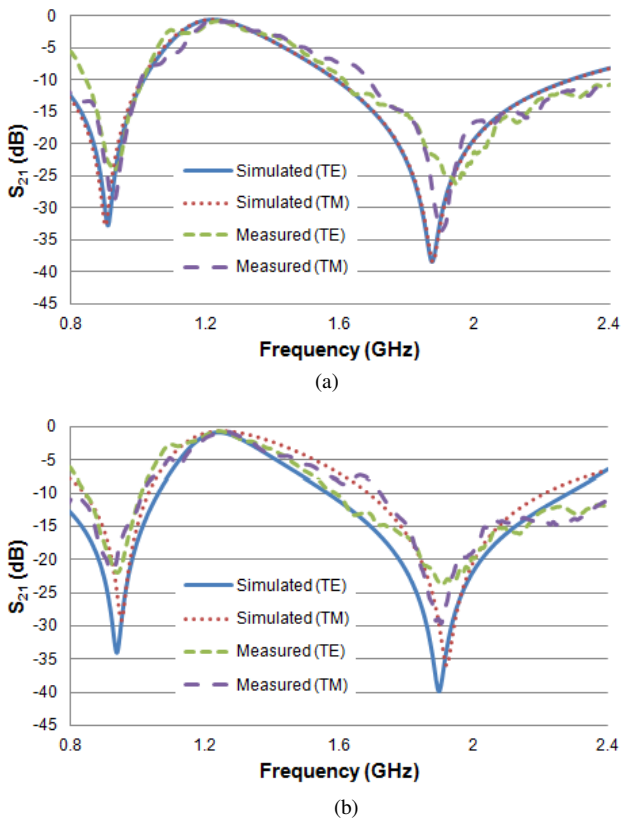 0
-5
-10
-15
-20
-25
-30
-35
-40
-45
S21 (dB)
Simulated (TE)
Simulated (TM)
Measured (TE)
Measured (TM)
0.8 1.2 1.6 2 2.4
Frequency (GHz)
(a)
0
-5
-10
-15
-20
-25
-30
-35
-40
-45
S21 (dB)
Simulated (TE)
Simulated (TM)
Measured (TE)
Measured (TM)
0.8 1.2 1.6 2 2.4
Frequency (GHz)
(b)